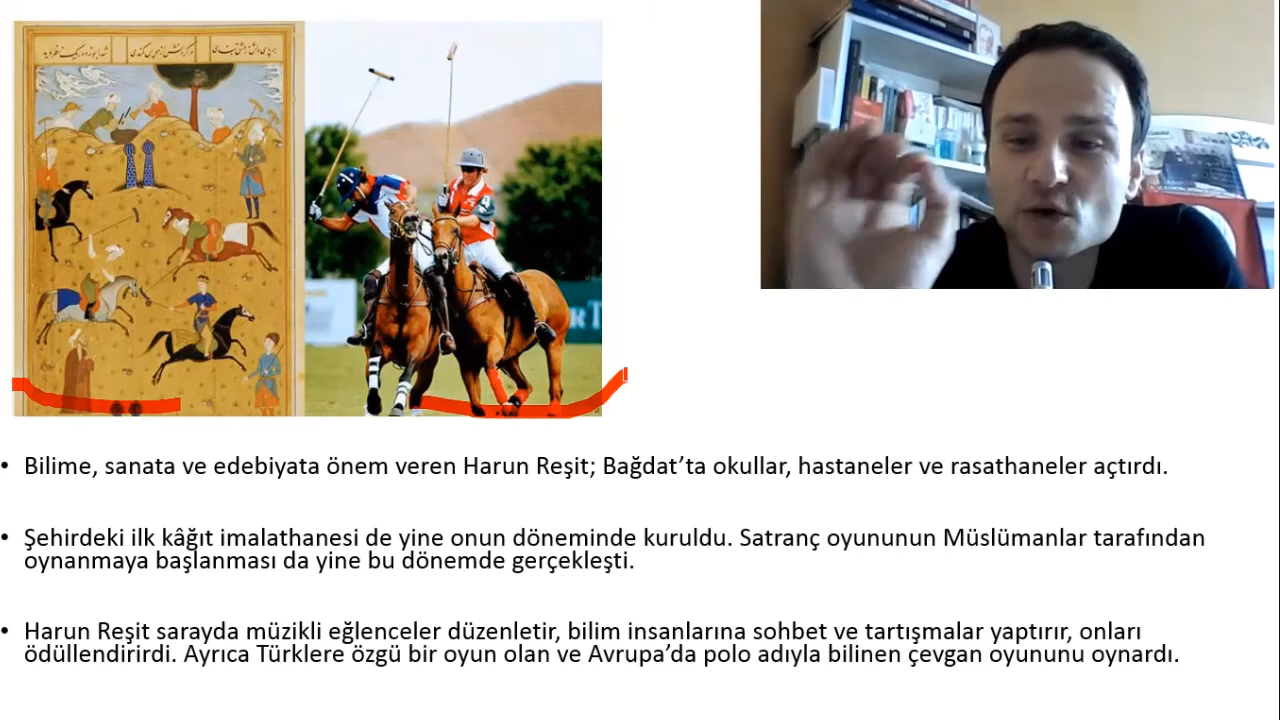 • Bilime, sanata ve edebiyata önem veren Harun Reşit; Bağdat’ta okullar, hastaneler ve rasathaneler açtırdı.
• Şehirdeki ilk kâğıt imalathanesi de yine onun döneminde kuruldu. Satranç oyununun Müslümanlar tarafından
oynanmaya başlanması da yine bu dönemde gerçekleşti.
• Harun Reşit sarayda müzikli eğlenceler düzenletir, bilim insanlarına sohbet ve tartışmalar yaptırır, onları
ödüllendirirdi. Ayrıca Türklere özgü bir oyun olan ve Avrupa’da polo adıyla bilinen çevgan oyununu oynardı.